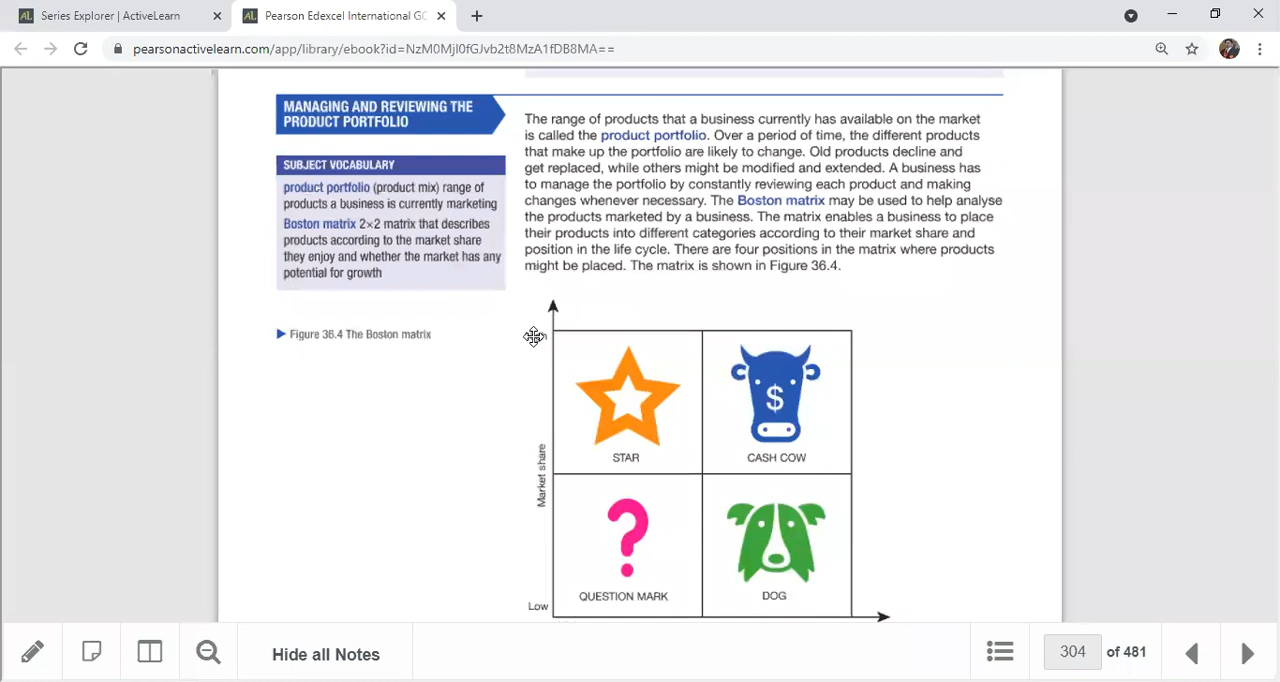 Series Explorer | ActiveLearn
Pearson Edexcel International GC
pearsonactivelearn.com/app/library/ebook?id=NzM0MjI0fGJvb2t8MzA1fDB8MA==
MANAGING AND REVIEWING THE
PRODUCT PORTFOLIO
SUBJECT VOCABULARY
product portfolio (product mix) range of
products a business is currently marketing
Boston matrix 2×2 matrix that describes
products according to the market share
they enjoy and whether the market has any
potential for growth
The range of products that a business currently has available on the market
is called the product portfolio. Over a period of time, the different products
that make up the portfolio are likely to change. Old products decline and
get replaced, while others might be modified and extended. A business has
to manage the portfolio by constantly reviewing each product and making
changes whenever necessary. The Boston matrix may be used to help analyse
the products marketed by a business. The matrix enables a business to place
their products into different categories according to their market share and
position in the life cycle. There are four positions in the matrix where products
might be placed. The matrix is shown in Figure 36.4.
Figure 36.4 The Boston matrix
Market share
$
STAR
CASH COW
?
QUESTION MARK
DOG
Low
Hide all Notes
304
of 481